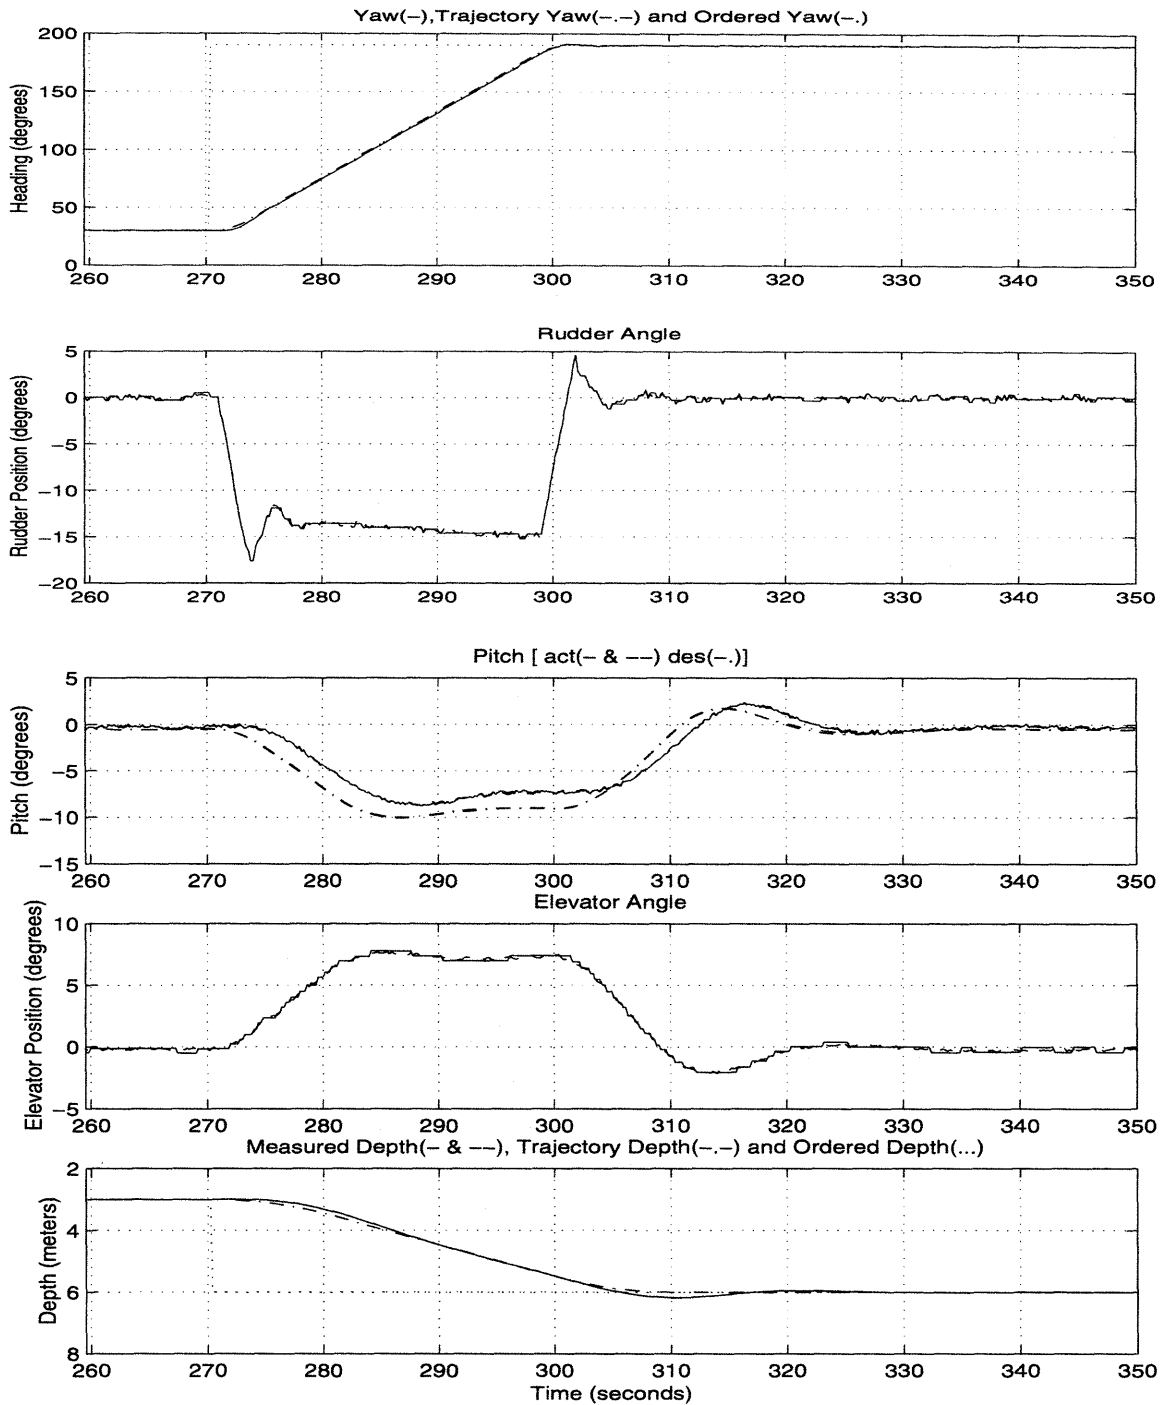 Yaw(−),Trajectory Yaw(−.−) and Ordered Yaw(−.)
Heading (degrees)
200
150
100
50
0
260 270 280 290 300 310 320 330 340 350
Rudder Angle
Rudder Position (degrees)
5
0
−5
−10
−15
−20
260 270 280 290 300 310 320 330 340 350
Pitch [ act(− & −−) des(−.)]
Pitch (degrees)
5
0
−5
−10
−15
260 270 280 290 300 310 320 330 340 350
Elevator Angle
Elevator Position (degrees)
10
5
0
−5
260 270 280 290 300 310 320 330 340 350
Measured Depth(− & −−), Trajectory Depth(−.−) and Ordered Depth(...)
Depth (meters)
2
4
6
8
260 270 280 290 300 310 320 330 340 350
Time (seconds)